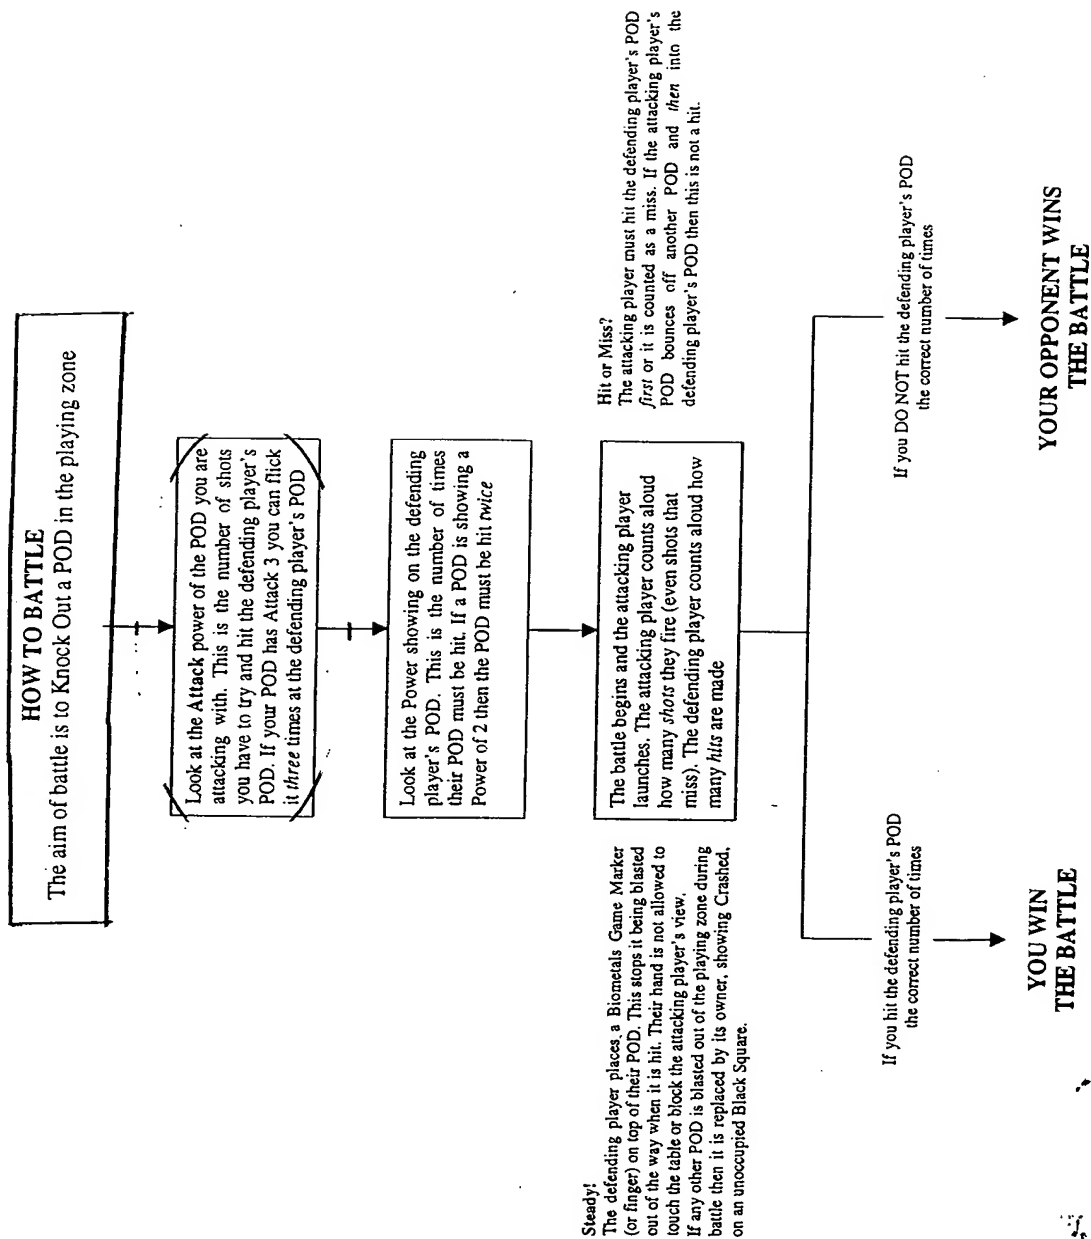 HOW TO BATTLE
The aim of battle is to Knock Out a POD in the playing zone
Look at the Attack power of the POD you are
attacking with. This is the number of shots
you have to try and hit the defending player's
POD. If your POD has Attack 3 you can flick
it three times at the defending player's POD
Look at the Power showing on the defending
player's POD. This is the number of times
their POD must be hit. If a POD is showing a
Power of 2 then the POD must be hit twice
Steady!
The defending player places a Biometals Game Marker
(or finger) on top of their POD. This stops it being blasted
out of the way when it is hit. Their hand is not allowed to
touch the table or block the attacking player's view.
If any other POD is blasted out of the playing zone during
battle then it is replaced by its owner, showing Crashed,
on an unoccupied Black Square.
The battle begins and the attacking player
launches. The attacking player counts aloud
how many shots they fire (even shots that
miss). The defending player counts aloud how
many hits are made
Hit or Miss?
The attacking player must hit the defending player's POD
first or it is counted as a miss. If the attacking player's
POD bounces off another POD and then into the
defending player's POD then this is not a hit.
If you hit the defending player's POD
the correct number of times
YOU WIN
THE BATTLE
If you DO NOT hit the defending player's POD
the correct number of times
YOUR OPPONENT WINS
THE BATTLE